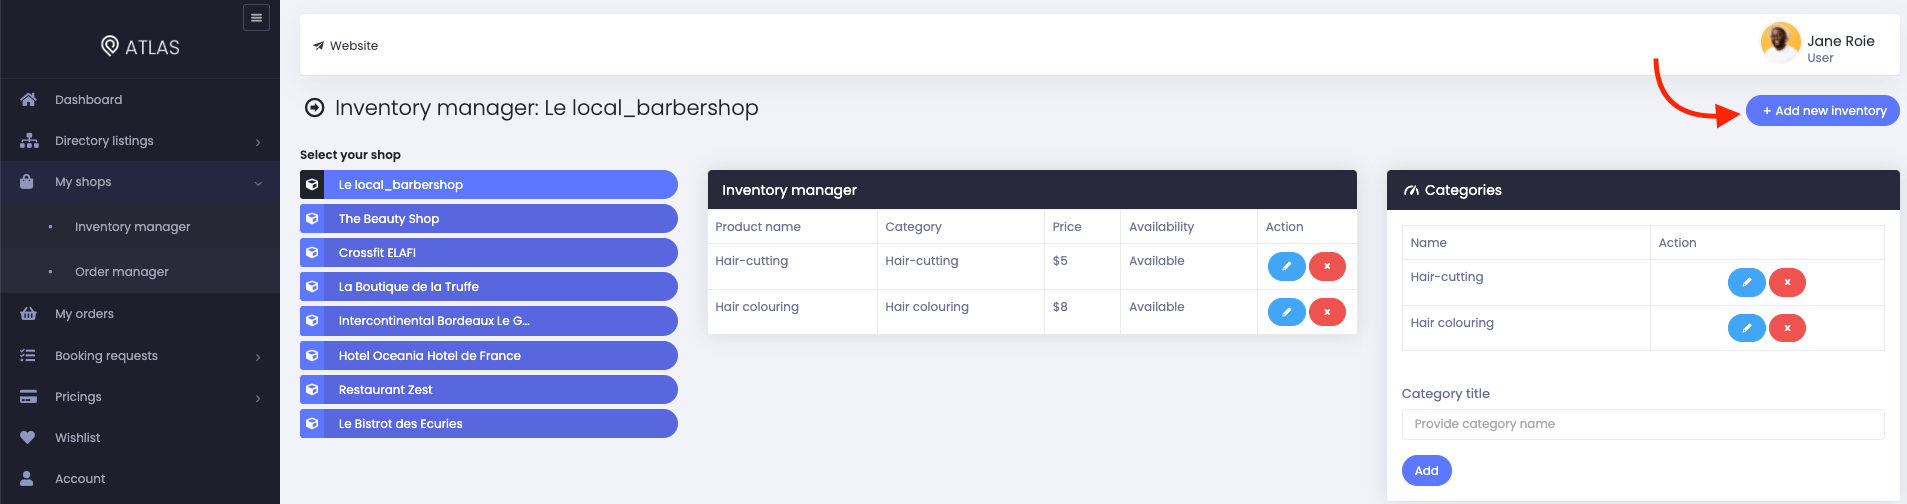 ATLAS
Dashboard
Directory listings
My shops
Inventory manager
Order manager
My orders
Booking requests
Pricings
Wishlist
Account
Website
Jane Roie
User
Inventory manager: Le local_barbershop
+ Add new inventory
Select your shop
Le local_barbershop
The Beauty Shop
Crossfit ELAFI
La Boutique de la Truffe
Intercontinental Bordeaux Le G...
Hotel Oceania Hotel de France
Restaurant Zest
Le Bistrot des Ecuries
Inventory manager
Product name Category Price Availability Action
Hair-cutting Hair-cutting $5 Available
Hair colouring Hair colouring $8 Available
Categories
Name Action
Hair-cutting
Hair colouring
Category title
Provide category name
Add